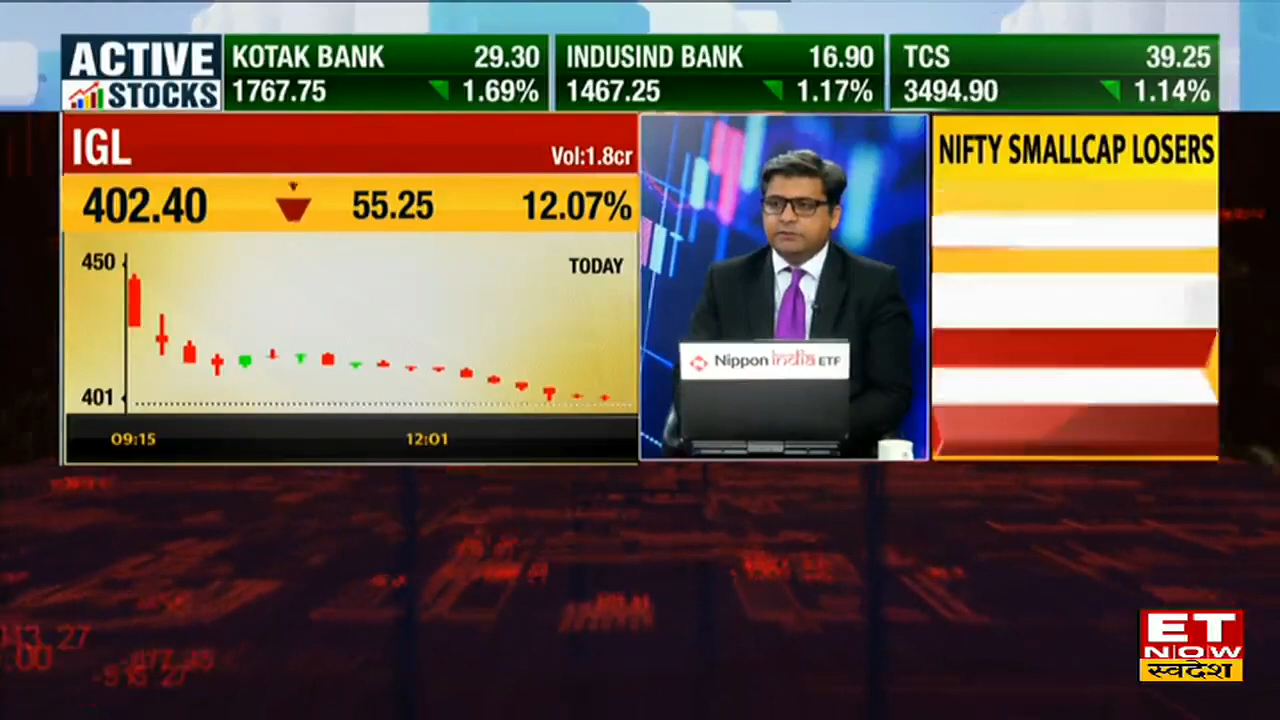 ACTIVE
STOCKS
KOTAK BANK 29.30
1767.75 1.69%
INDUSIND BANK 16.90
1467.25 1.17%
TCS 39.25
3494.90 1.14%
IGL
Vol:1.8cr
402.40 55.25 12.07%
450
TODAY
401
09:15 12:01
Nippon india ETF
NIFTY SMALLCAP LOSERS
ET
NOW
स्वदेश